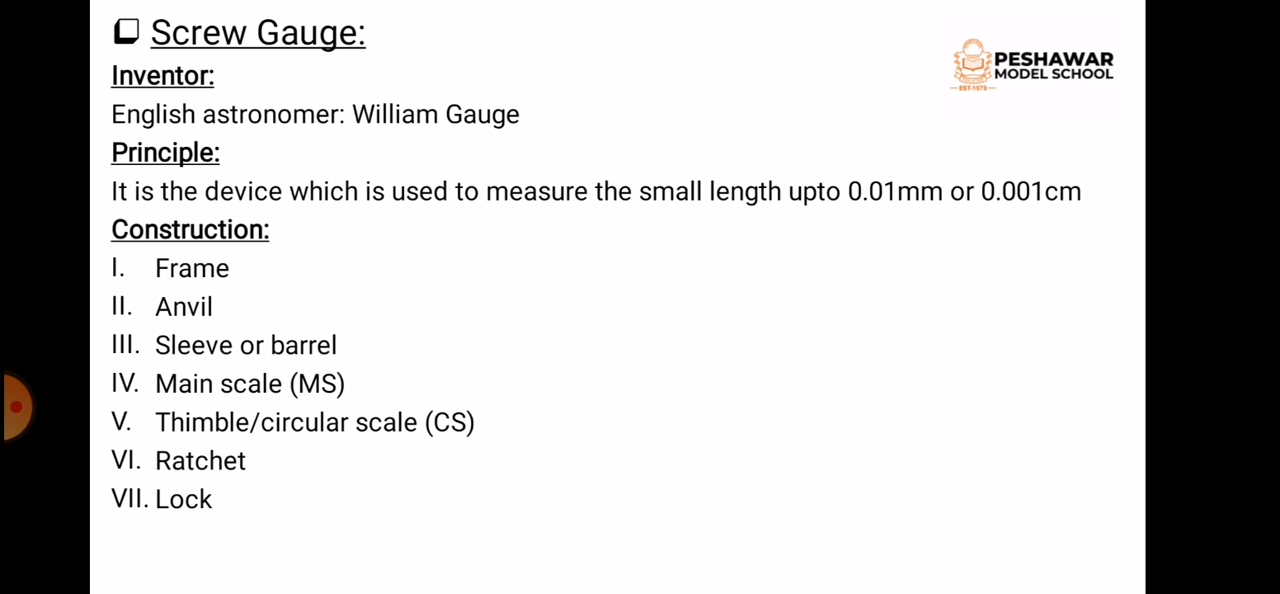 Screw Gauge:
PESHAWAR
MODEL SCHOOL
EST-1979
Inventor:
English astronomer: William Gauge
Principle:
It is the device which is used to measure the small length upto 0.01mm or 0.001cm
Construction:
I. Frame
II. Anvil
III. Sleeve or barrel
IV. Main scale (MS)
V. Thimble/circular scale (CS)
VI. Ratchet
VII. Lock